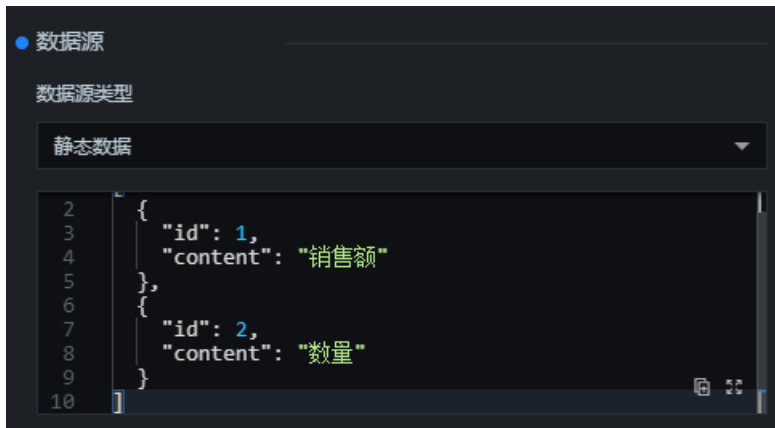 数据源
数据源类型
静态数据
2 {
3 "id": 1,
4 "content": "销售额"
5 },
6 {
7 "id": 2,
8 "content": "数量"
9 }
10 ]